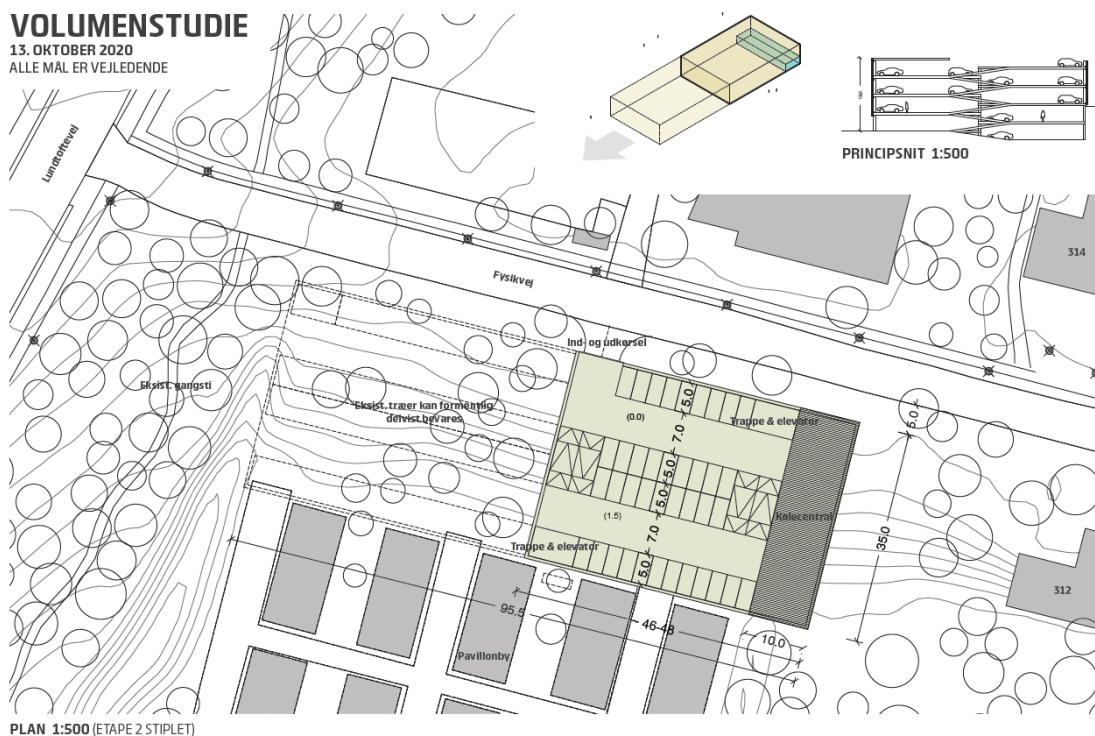 VOLUMENSTUDIE
13. OKTOBER 2020
ALLE MÅL ER VEJLEDENDE
PRINCIPSNIT 1:500
Lundtoftevej
Fysikvej
314
Ind- og udkørsel
Eksist. gangsti
Eksist. træer kan formentlig
delvist bevares
(0.0)
Trappe & elevator
5.0
7.0
5.0
5.0
7.0
5.0
5.0
(1.5)
Kølecentral
35.0
Trappe & elevator
312
95.5
~ 46-48
10.0
Pavillonby
PLAN 1:500 (ETAPE 2 STIPLET)